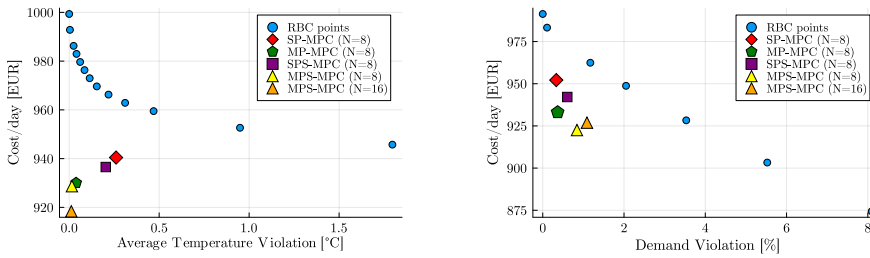 1000
980
960
940
920
Cost/day [EUR]
0.0
0.5
1.0
1.5
Average Temperature Violation [°C]
RBC points
SP-MPC (N=8)
MP-MPC (N=8)
SPS-MPC (N=8)
MPS-MPC (N=8)
MPS-MPC (N=16)
975
950
925
900
875
Cost/day [EUR]
0
2
4
6
8
Demand Violation [%]
RBC points
SP-MPC (N=8)
MP-MPC (N=8)
SPS-MPC (N=8)
MPS-MPC (N=8)
MPS-MPC (N=16)